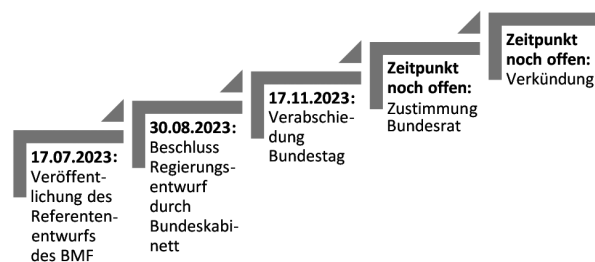 17.07.2023:
Veröffent-
lichung des
Referenten-
entwurfs
des BMF
30.08.2023:
Beschluss
Regierungs-
entwurf
durch
Bundeskabi-
nett
17.11.2023:
Verabschie-
dung
Bundestag
Zeitpunkt
noch offen:
Zustimmung
Bundesrat
Zeitpunkt
noch offen:
Verkündung